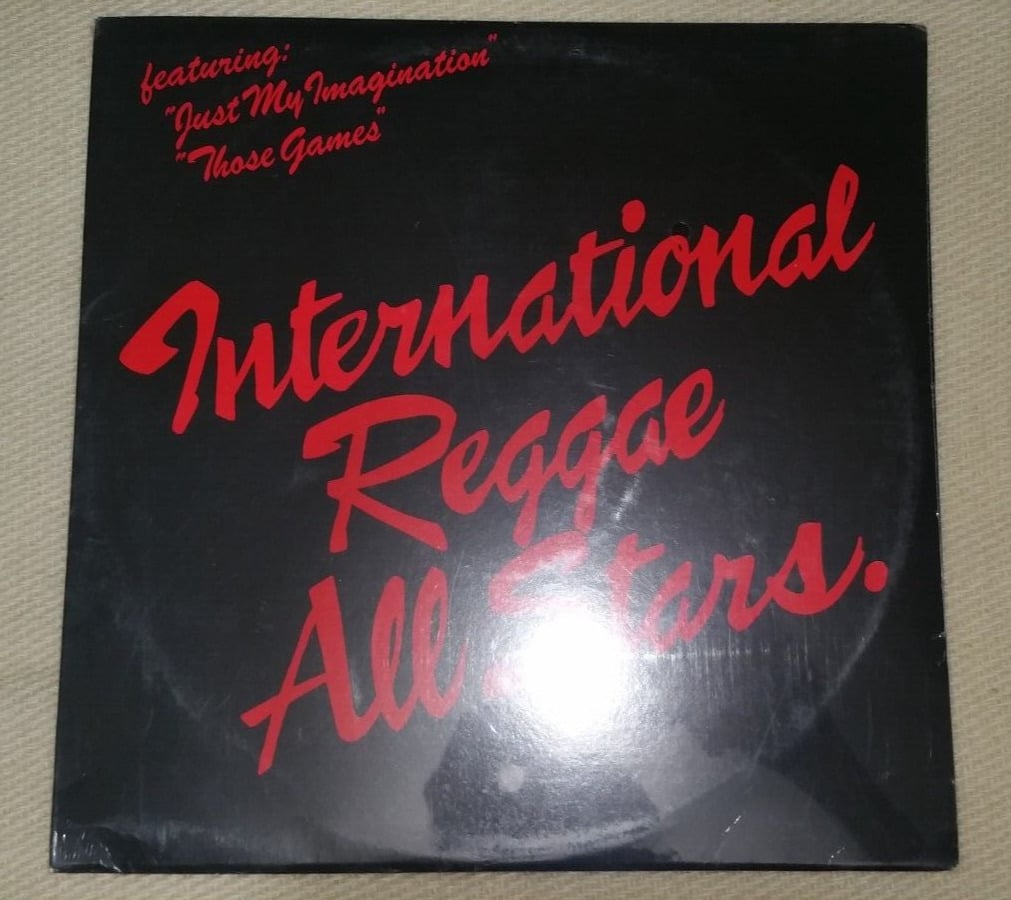 featuring:
"Just My Imagination"
"Those Games"
International
Reggae
All Stars.